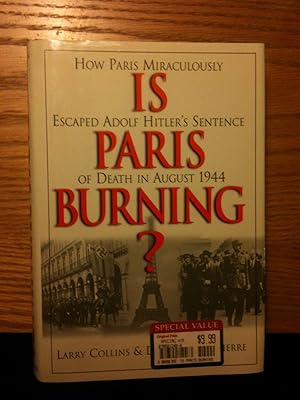 How Paris Miraculously
IS
Escaped Adolf Hitler's Sentence
PARIS
of Death in August 1944
BURNING
?
SPECIAL VALUE
$9.99
Larry Collins & D
IERRE